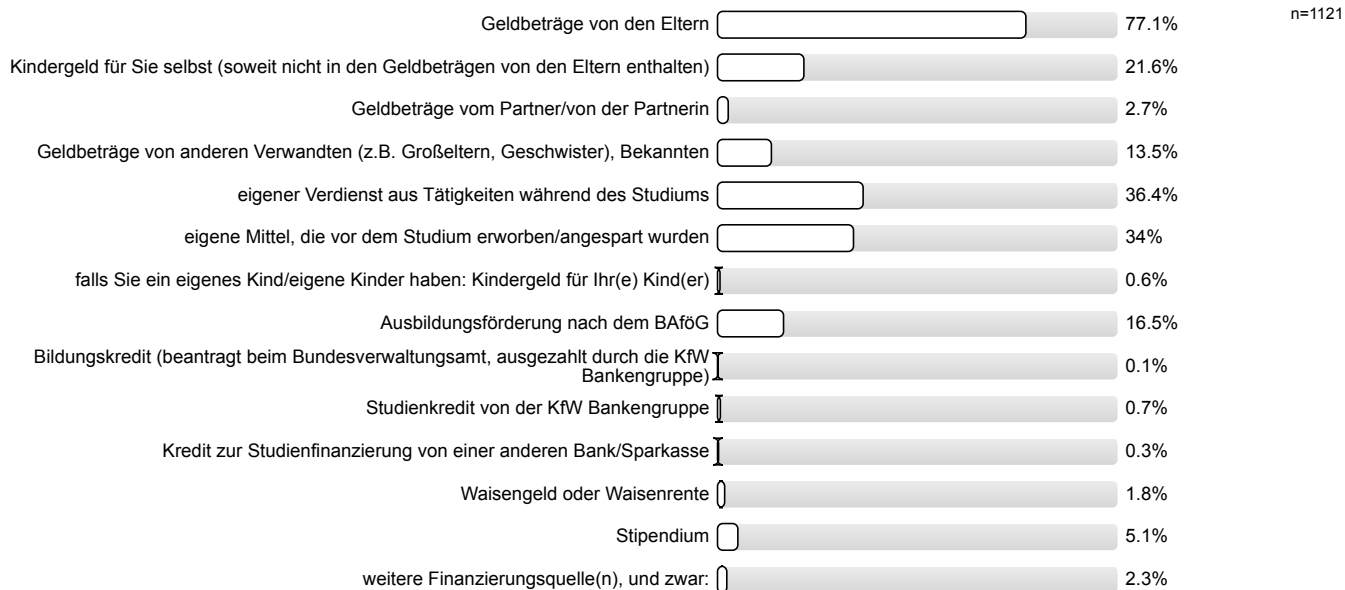 Geldbeträge von den Eltern 77.1% n=1121
Kindergeld für Sie selbst (soweit nicht in den Geldbeträgen von den Eltern enthalten) 21.6%
Geldbeträge vom Partner/von der Partnerin 2.7%
Geldbeträge von anderen Verwandten (z.B. Großeltern, Geschwister), Bekannten 13.5%
eigener Verdienst aus Tätigkeiten während des Studiums 36.4%
eigene Mittel, die vor dem Studium erworben/angespart wurden 34%
falls Sie ein eigenes Kind/eigene Kinder haben: Kindergeld für Ihr(e) Kind(er) 0.6%
Ausbildungsförderung nach dem BAföG 16.5%
Bildungskredit (beantragt beim Bundesverwaltungsamt, ausgezahlt durch die KfW
Bankengruppe) 0.1%
Studienkredit von der KfW Bankengruppe 0.7%
Kredit zur Studienfinanzierung von einer anderen Bank/Sparkasse 0.3%
Waisengeld oder Waisenrente 1.8%
Stipendium 5.1%
weitere Finanzierungsquelle(n), und zwar: 2.3%